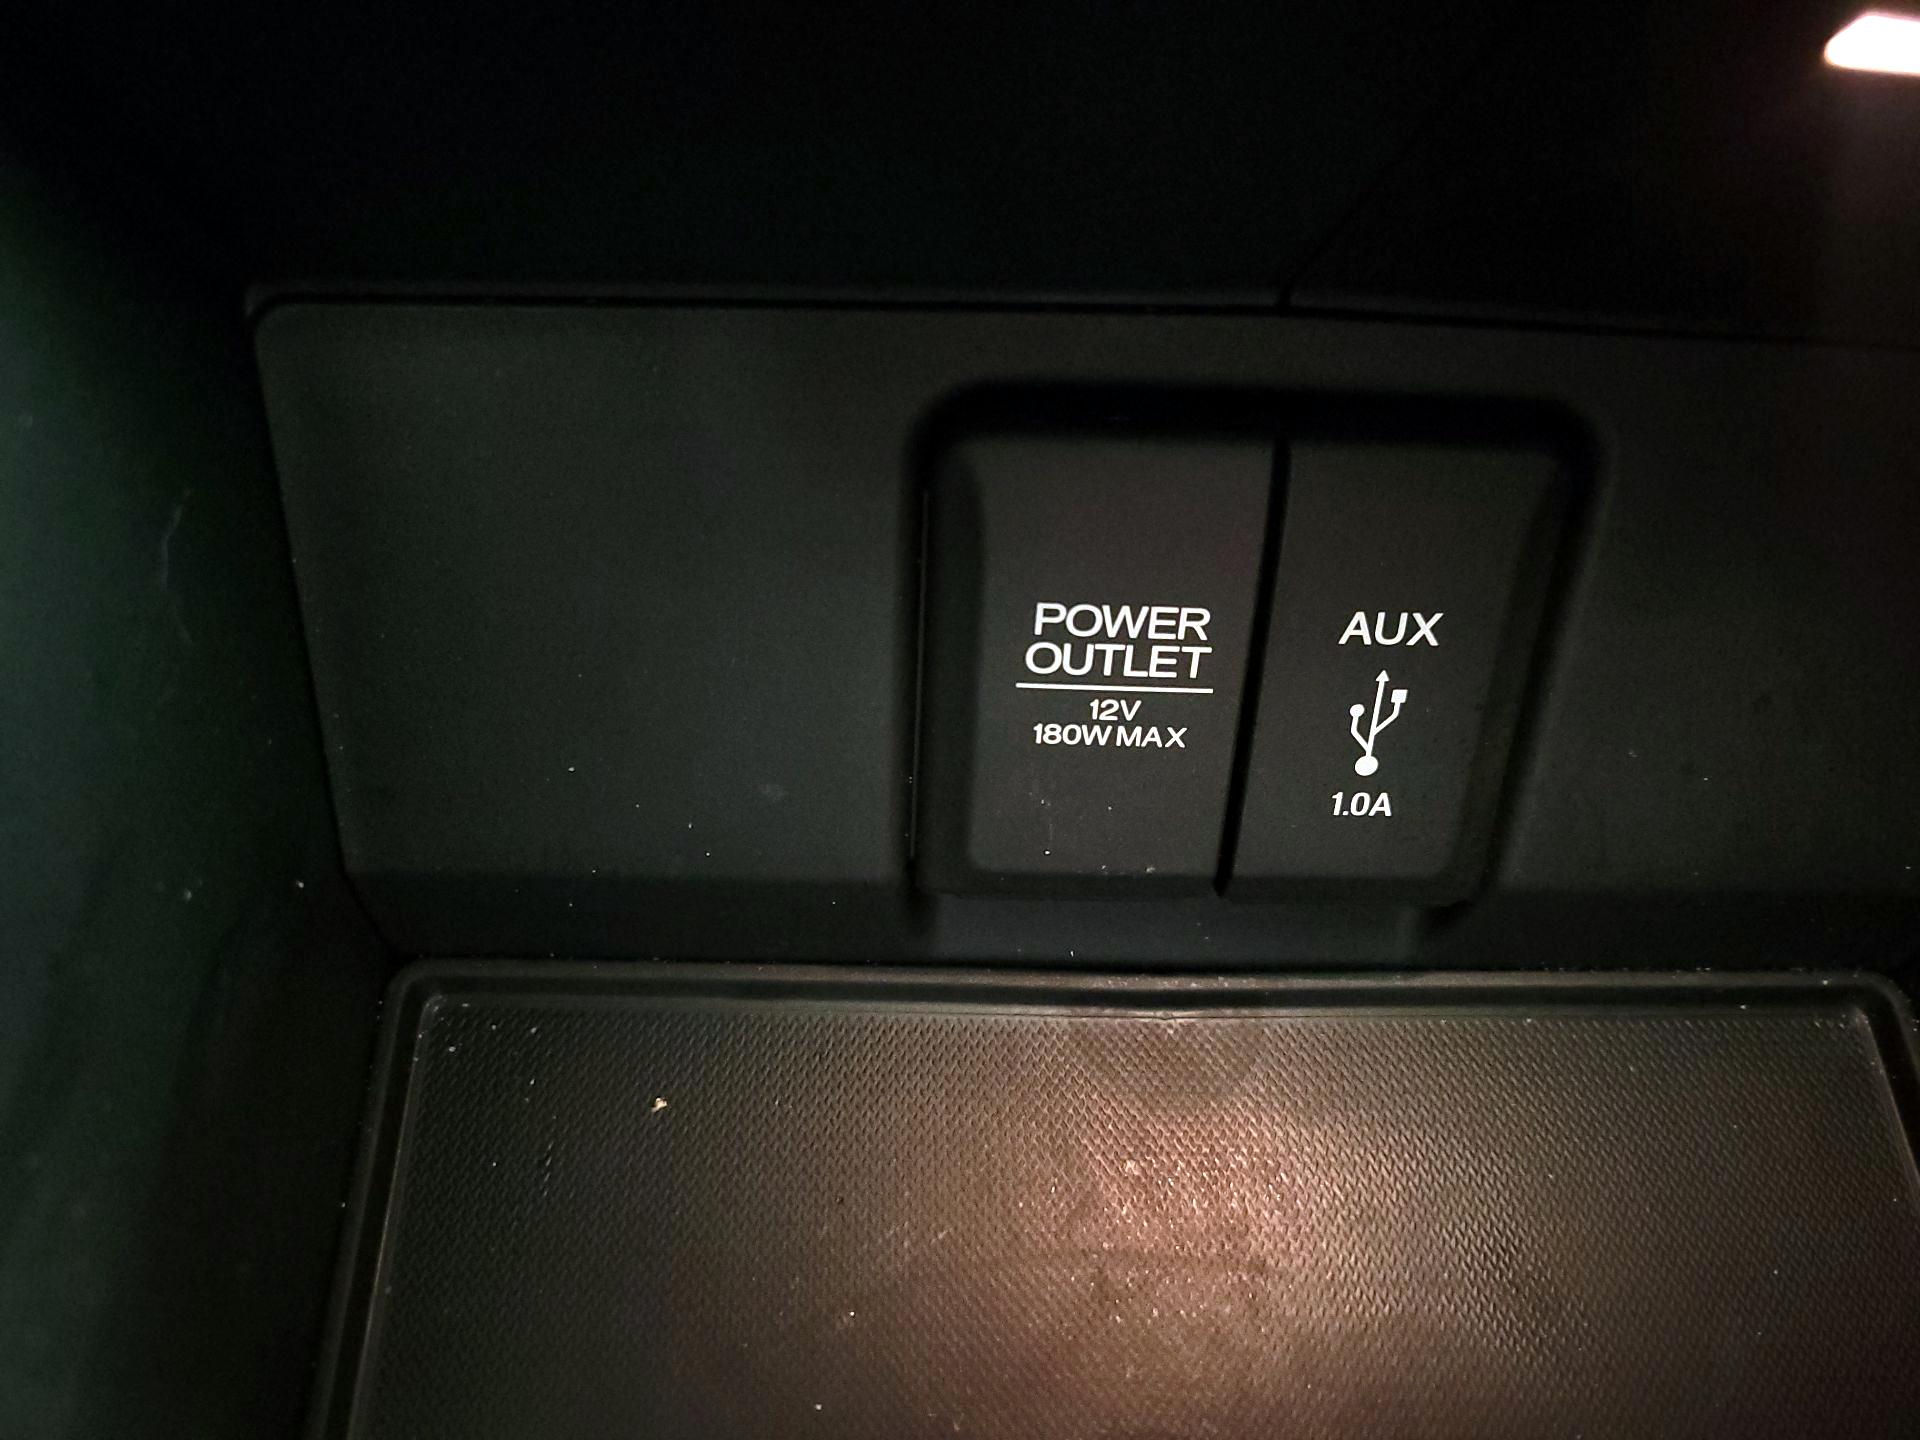 POWER
OUTLET
12V
180W MAX
AUX
1.0A